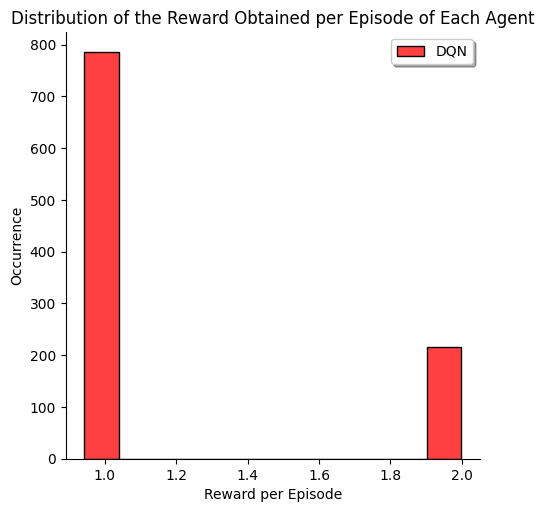 Distribution of the Reward Obtained per Episode of Each Agent
DQN
800
700
600
500
400
300
200
100
0
Occurrence
1.0 1.2 1.4 1.6 1.8 2.0
Reward per Episode